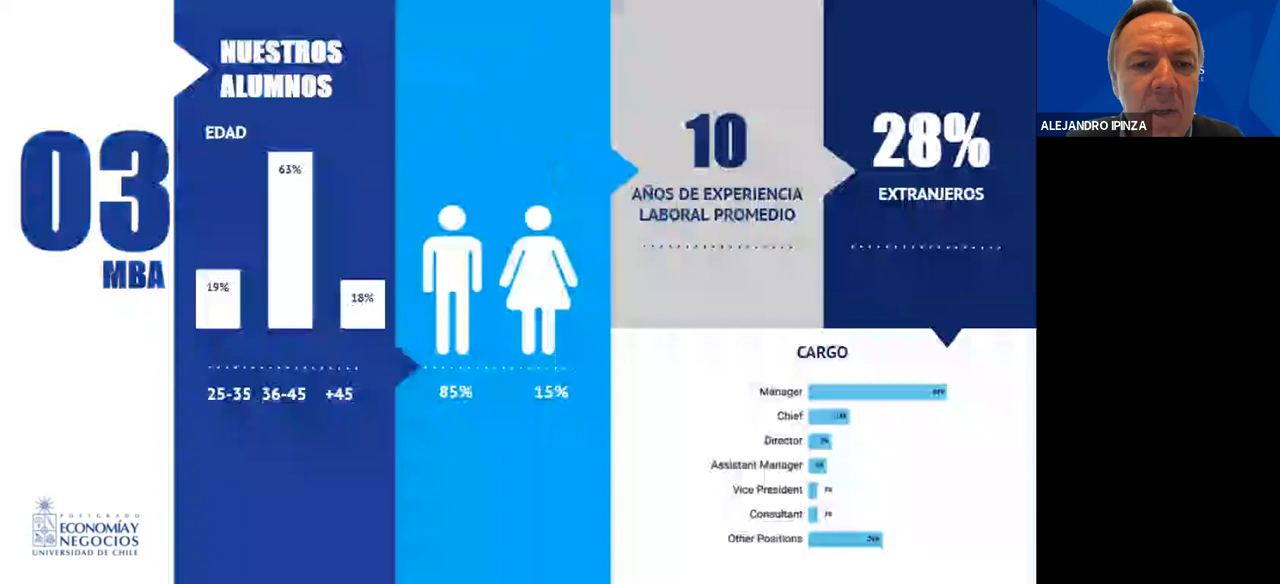 03
MBA
NUESTROS
ALUMNOS
EDAD
19%
63%
18%
25-35 36-45 +45
85% 15%
10
AÑOS DE EXPERIENCIA
LABORAL PROMEDIO
28%
EXTRANJEROS
CARGO
Manager
Chief
Director
Assistant Manager
Vice President
Consultant
Other Positions
POSTGRADO
ECONOMÍA Y
NEGOCIOS
UNIVERSIDAD DE CHILE
ALEJANDRO IPINZA